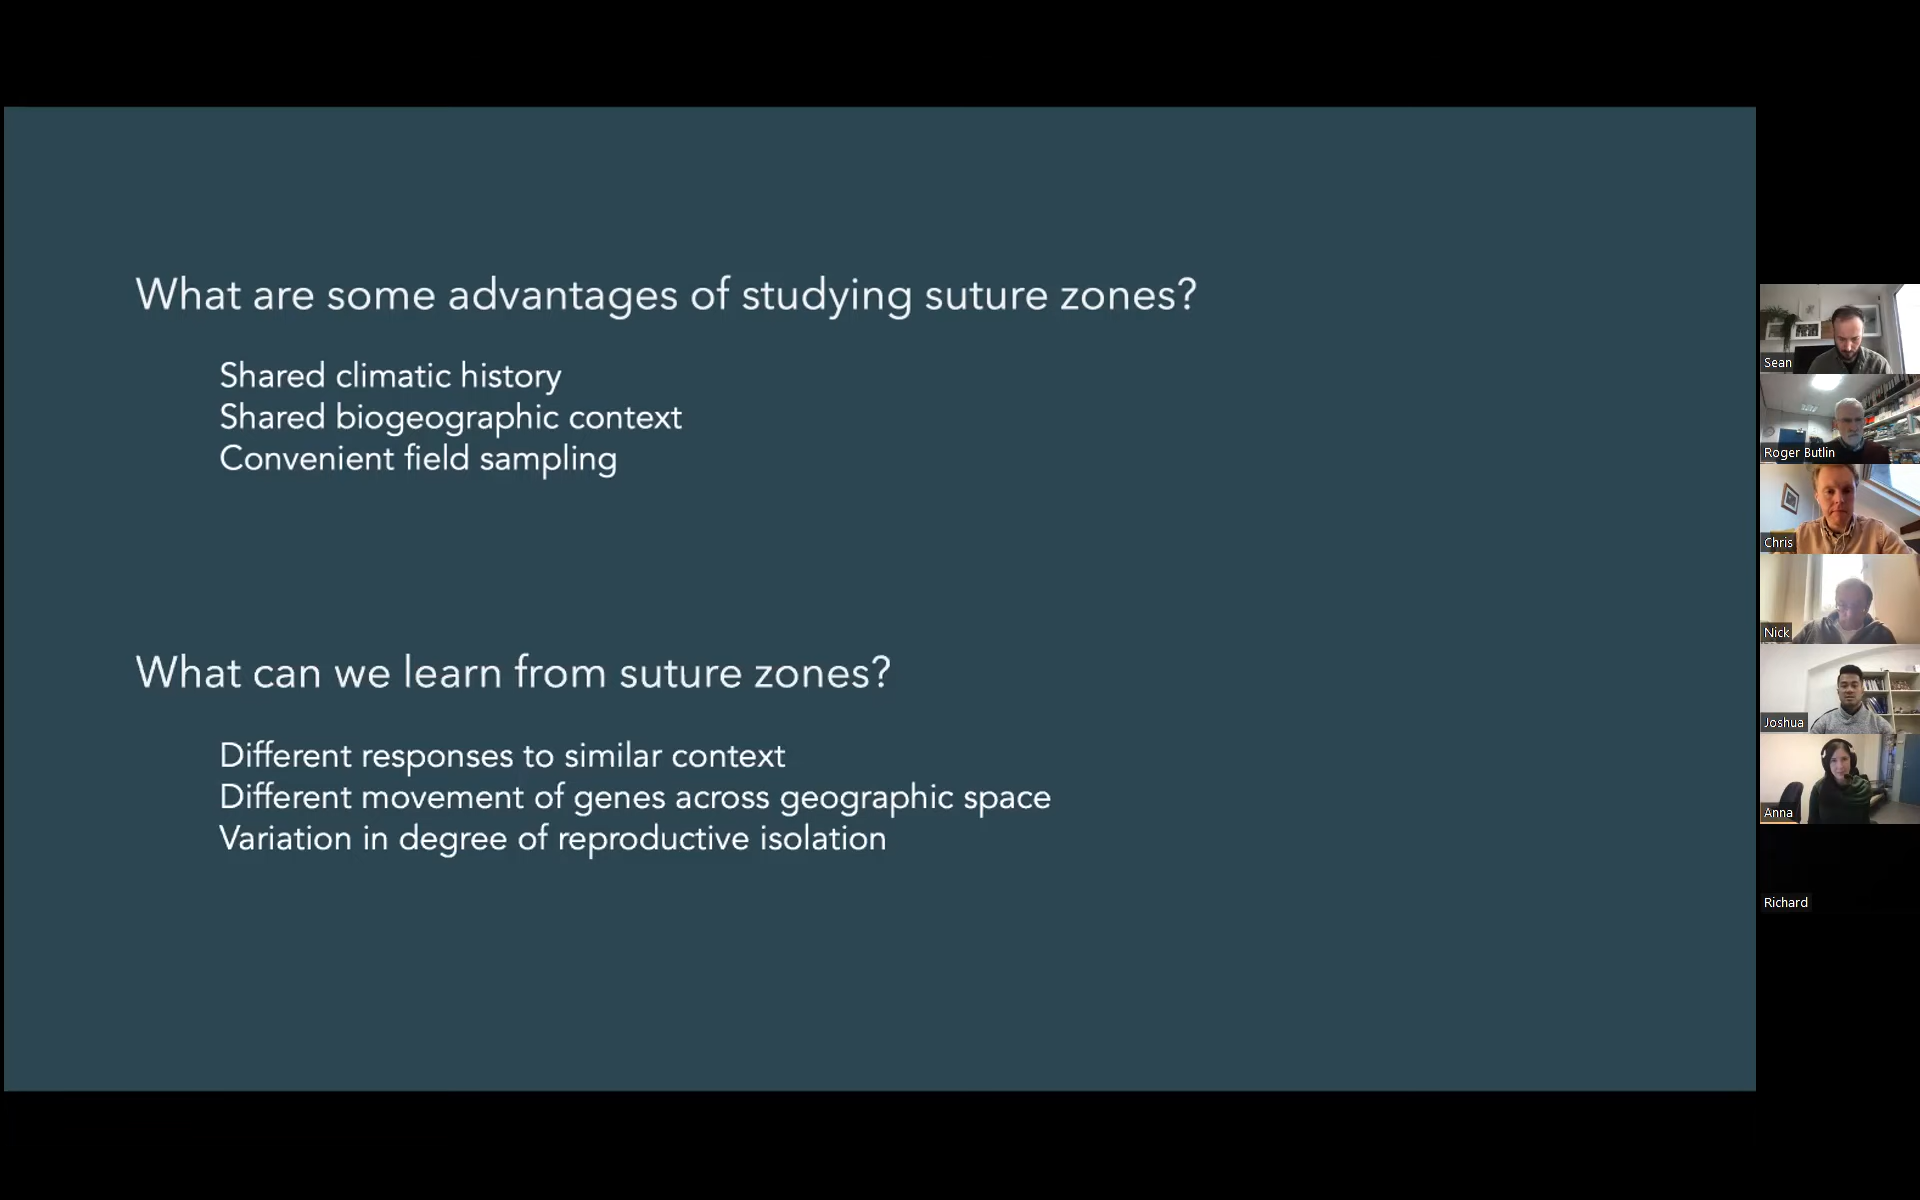 What are some advantages of studying suture zones?
Shared climatic history
Shared biogeographic context
Convenient field sampling
What can we learn from suture zones?
Different responses to similar context
Different movement of genes across geographic space
Variation in degree of reproductive isolation
Sean
Roger Butlin
Chris
Nick
Joshua
Anna
Richard